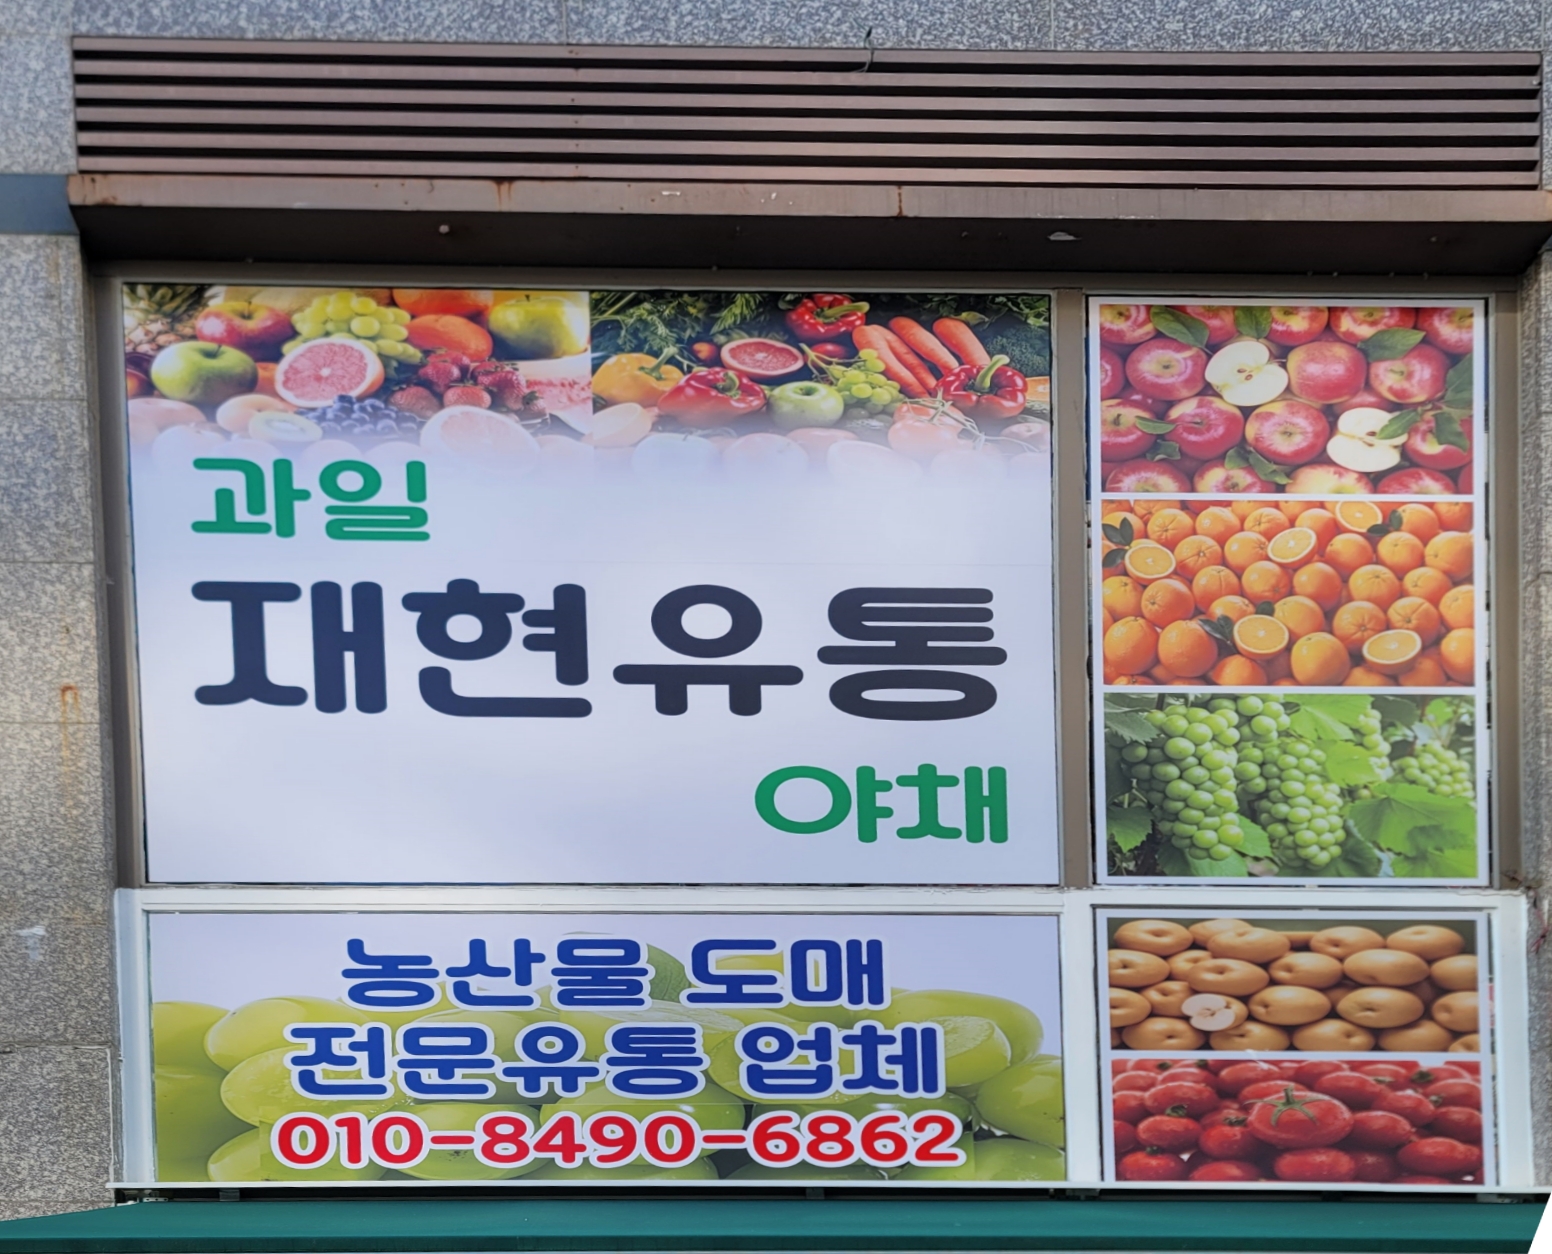 과일
재현유통
야채
농산물 도매
전문유통 업체
010-8490-6862